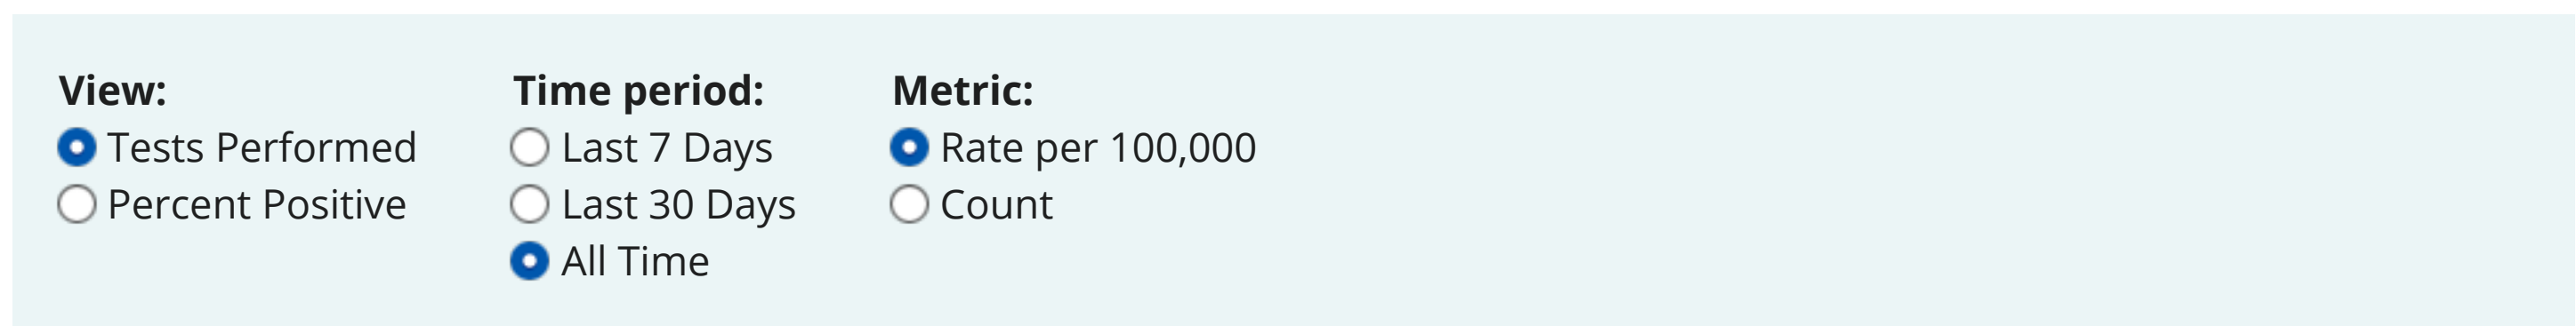 View:
Tests Performed
Percent Positive
Time period:
Last 7 Days
Last 30 Days
All Time
Metric:
Rate per 100,000
Count